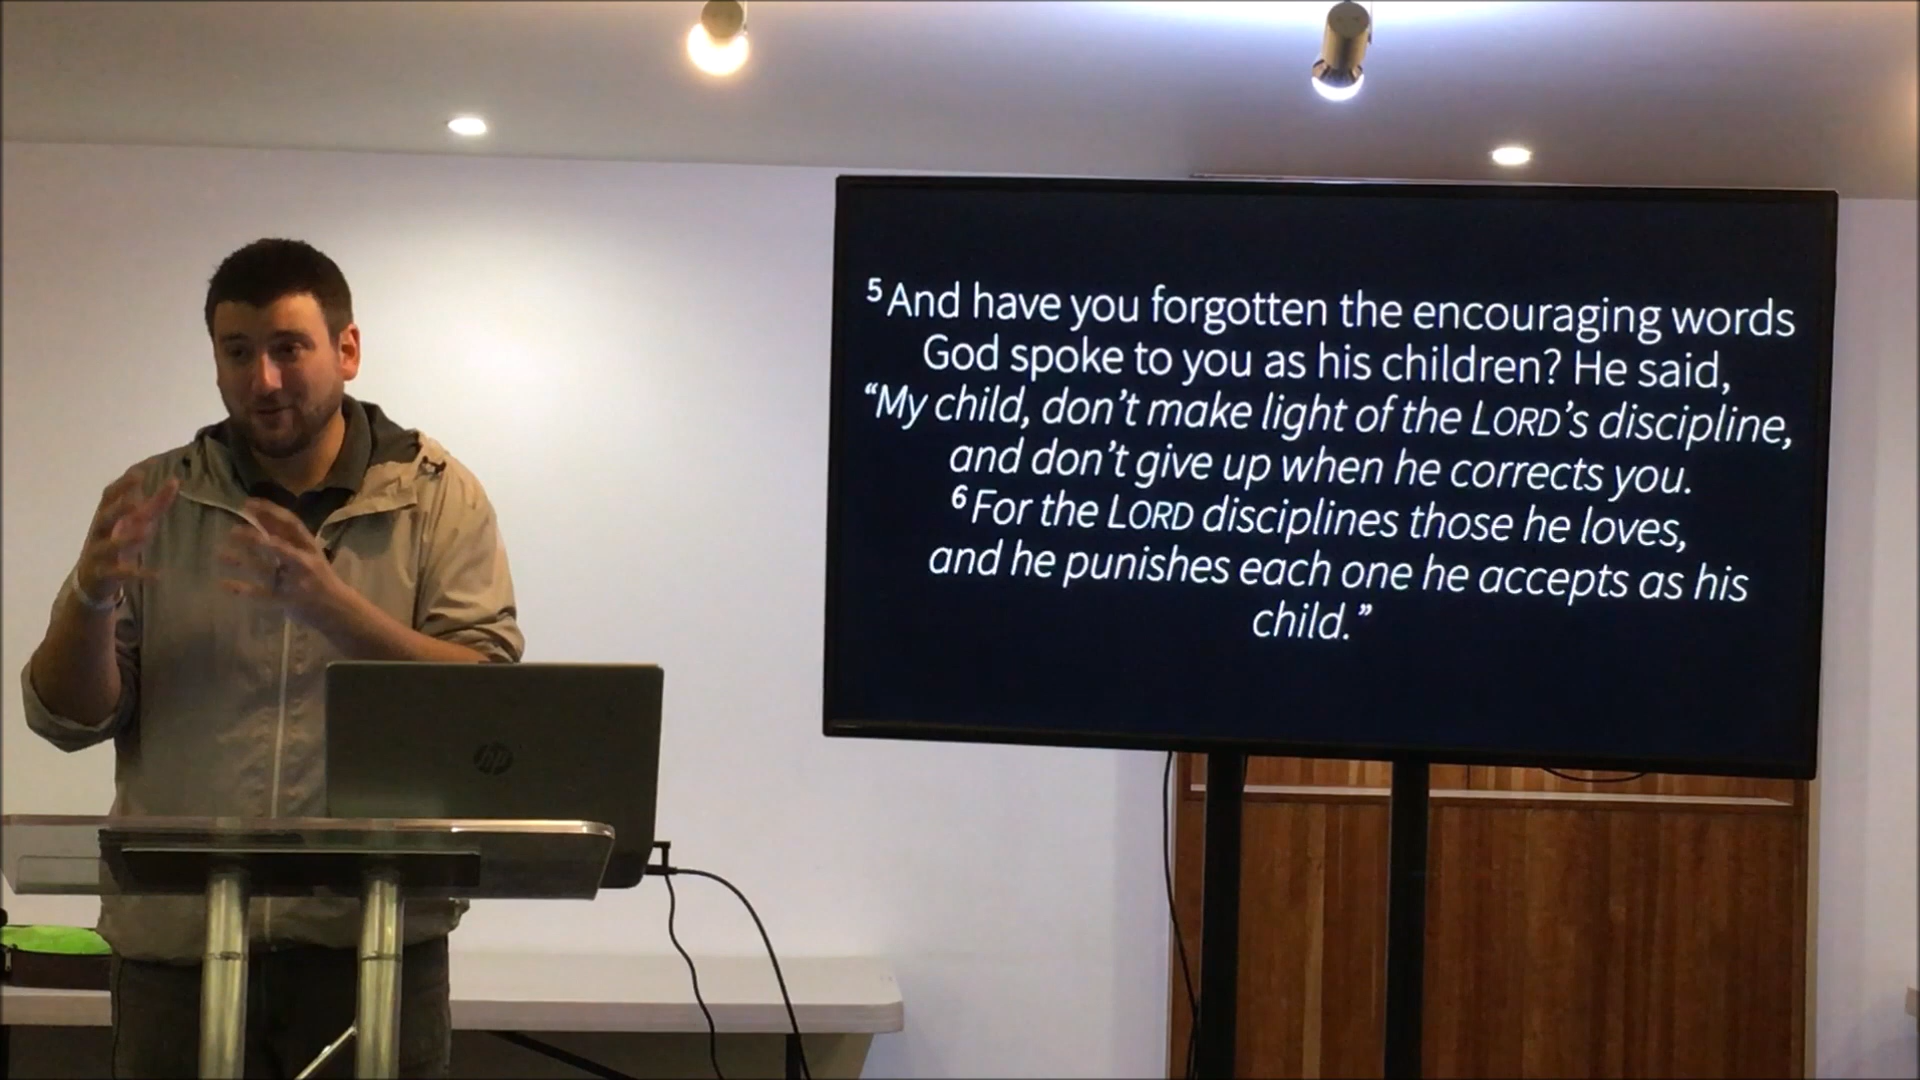 5 And have you forgotten the encouraging words
God spoke to you as his children? He said,
“My child, don’t make light of the LORD’s discipline,
and don’t give up when he corrects you.
6 For the LORD disciplines those he loves,
and he punishes each one he accepts as his
child.”
hp